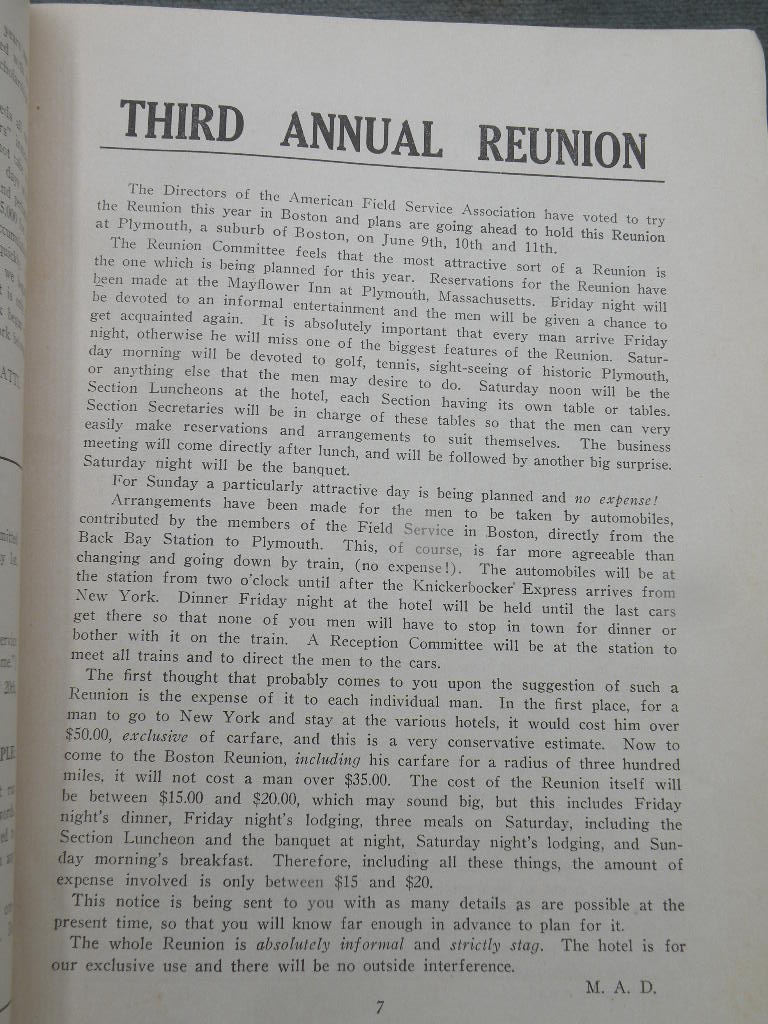 THIRD ANNUAL REUNION
The Directors of the American Field Service Association have voted to try
the Reunion this year in Boston and plans are going ahead to hold this Reunion
at Plymouth, a suburb of Boston, on June 9th, 10th and 11th.
The Reunion Committee feels that the most attractive sort of a Reunion is
the one which is being planned for this year. Reservations for the Reunion have
been made at the Mayflower Inn at Plymouth, Massachusetts. Friday night will
be devoted to an informal entertainment and the men will be given a chance to
get acquainted again. It is absolutely important that every man arrive Friday
night, otherwise he will miss one of the biggest features of the Reunion. Satur-
day morning will be devoted to golf, tennis, sight-seeing of historic Plymouth,
or anything else that the men may desire to do. Saturday noon will be the
Section Luncheons at the hotel, each Section having its own table or tables.
Section Secretaries will be in charge of these tables so that the men can very
easily make reservations and arrangements to suit themselves. The business
meeting will come directly after lunch, and will be followed by another big surprise.
Saturday night will be the banquet.
For Sunday a particularly attractive day is being planned and no expense!
Arrangements have been made for the men to be taken by automobiles,
contributed by the members of the Field Service in Boston, directly from the
Back Bay Station to Plymouth. This, of course, is far more agreeable than
changing and going down by train, (no expense!). The automobiles will be at
the station from two o'clock until after the Knickerbocker Express arrives from
New York. Dinner Friday night at the hotel will be held until the last cars
get there so that none of you men will have to stop in town for dinner or
bother with it on the train. A Reception Committee will be at the station to
meet all trains and to direct the men to the cars.
The first thought that probably comes to you upon the suggestion of such a
Reunion is the expense of it to each individual man. In the first place, for a
man to go to New York and stay at the various hotels, it would cost him over
$50.00, exclusive of carfare, and this is a very conservative estimate. Now to
come to the Boston Reunion, including his carfare for a radius of three hundred
miles, it will not cost a man over $35.00. The cost of the Reunion itself will
be between $15.00 and $20.00, which may sound big, but this includes Friday
night's dinner, Friday night's lodging, three meals on Saturday, including the
Section Luncheon and the banquet at night, Saturday night's lodging, and Sun-
day morning's breakfast. Therefore, including all these things, the amount of
expense involved is only between $15 and $20.
This notice is being sent to you with as many details as are possible at the
present time, so that you will know far enough in advance to plan for it.
The whole Reunion is absolutely informal and strictly stag. The hotel is for
our exclusive use and there will be no outside interference.
M. A. D.
7